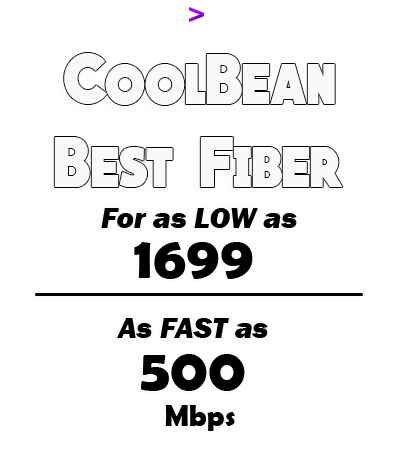 >
CoolBean
Best Fiber
For as LOW as
1699
As FAST as
500
Mbps